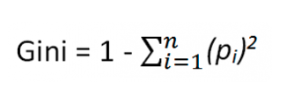 Gini = 1 - ∑ⁿᵢ₌₁(pᵢ)²